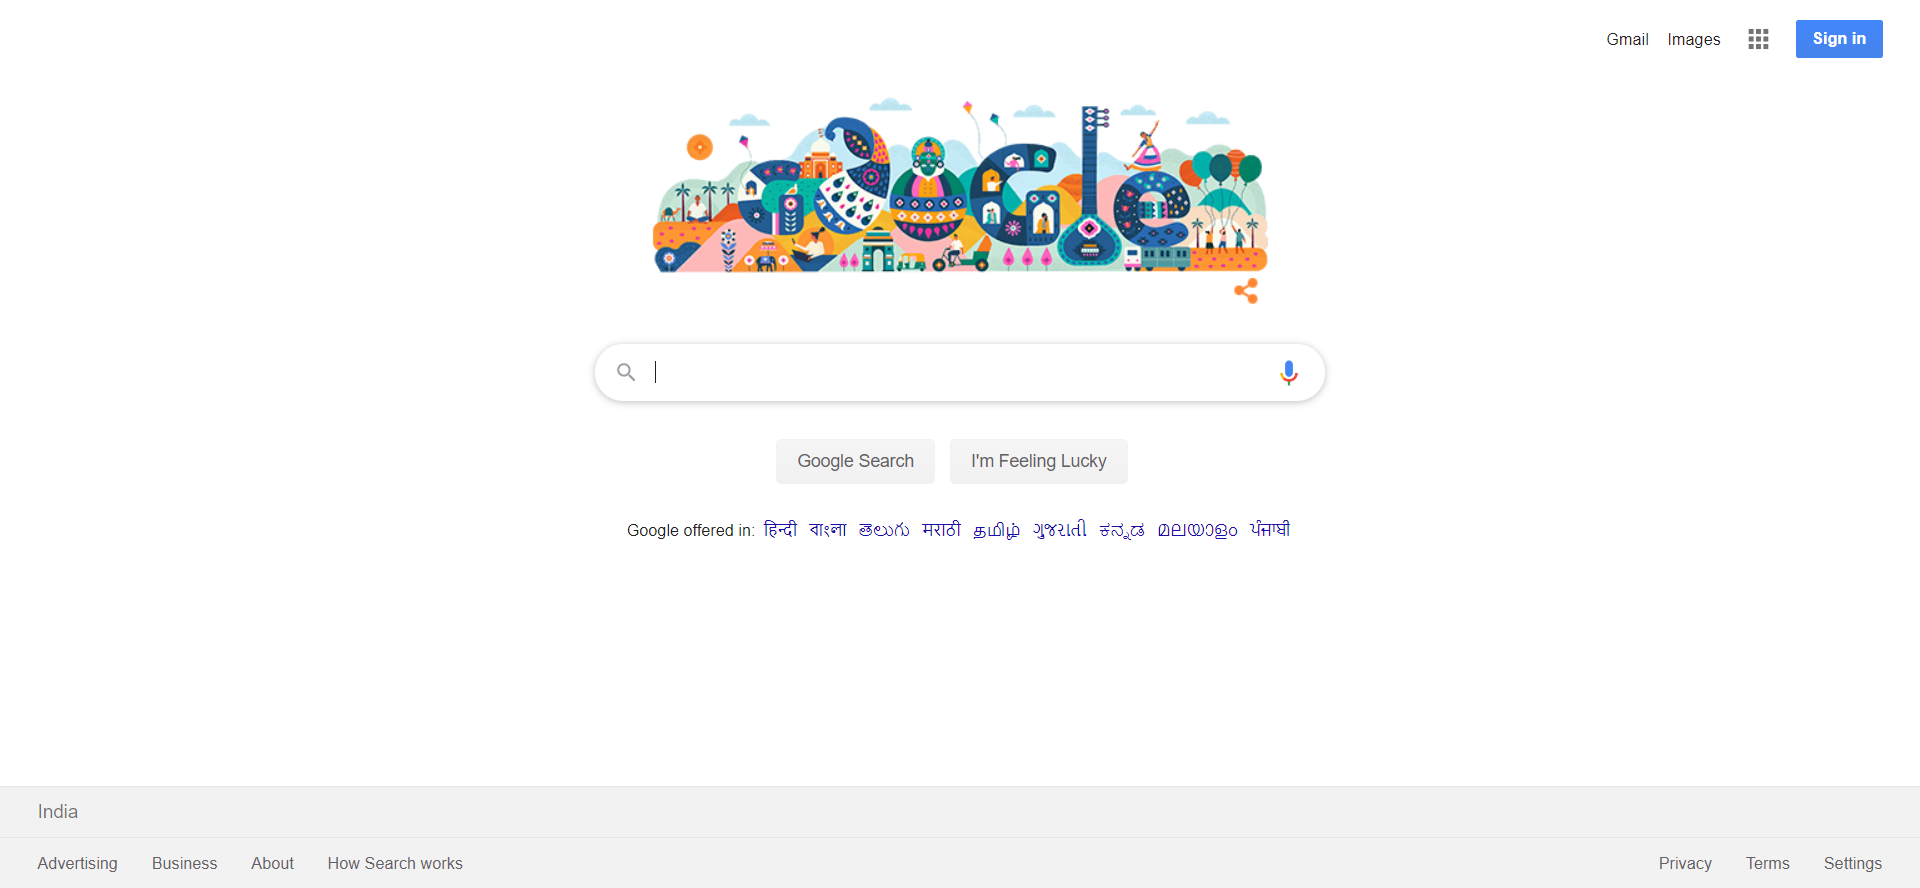 Gmail Images Sign in
Google
Google Search I'm Feeling Lucky
Google offered in: हिन्दी বাংলা తెలుగు मराठी தமிழ் ગુજરાતી ಕನ್ನಡ മലയാളം ਪੰਜਾਬੀ
India
Advertising Business About How Search works Privacy Terms Settings